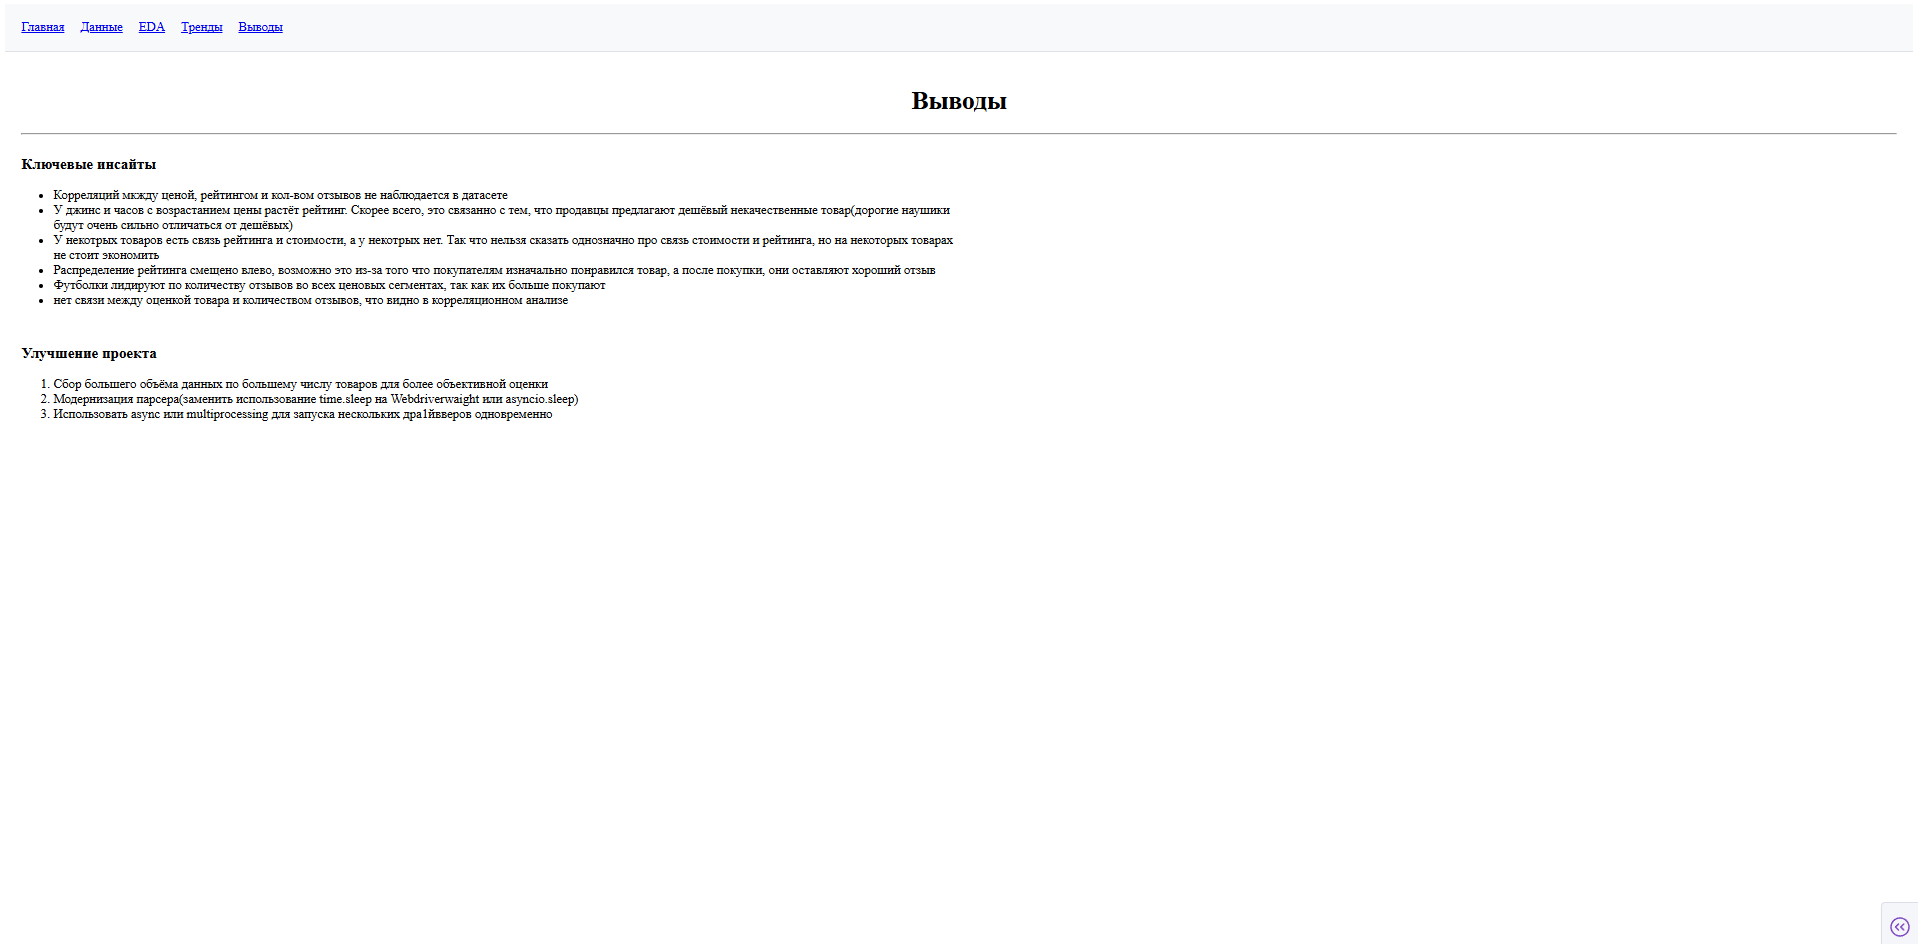 Главная Данные EDA Тренды Выводы
Выводы
Ключевые инсайты
Корреляций мкжду ценой, рейтингом и кол-вом отзывов не наблюдается в датасете
У джинс и часов с возрастанием цены растёт рейтинг. Скорее всего, это связанно с тем, что продавцы предлагают дешёвый некачественные товар(дорогие наушики
будут очень сильно отличаться от дешёвых)
У некотрых товаров есть связь рейтинга и стоимости, а у некотрых нет. Так что нельзя сказать однозначно про связь стоимости и рейтинга, но на некоторых товарах
не стоит экономить
Распределение рейтинга смещено влево, возможно это из-за того что покупателям изначально понравился товар, а после покупки, они оставляют хороший отзыв
Футболки лидируют по количеству отзывов во всех ценовых сегментах, так как их больше покупают
нет связи между оценкой товара и количеством отзывов, что видно в корреляционном анализе
Улучшение проекта
1. Сбор большего объёма данных по большему числу товаров для более объективной оценки
2. Модернизация парсера(заменить использование time.sleep на Webdriverwaight или asyncio.sleep)
3. Использовать async или multiprocessing для запуска нескольких дра1йвверов одновременно